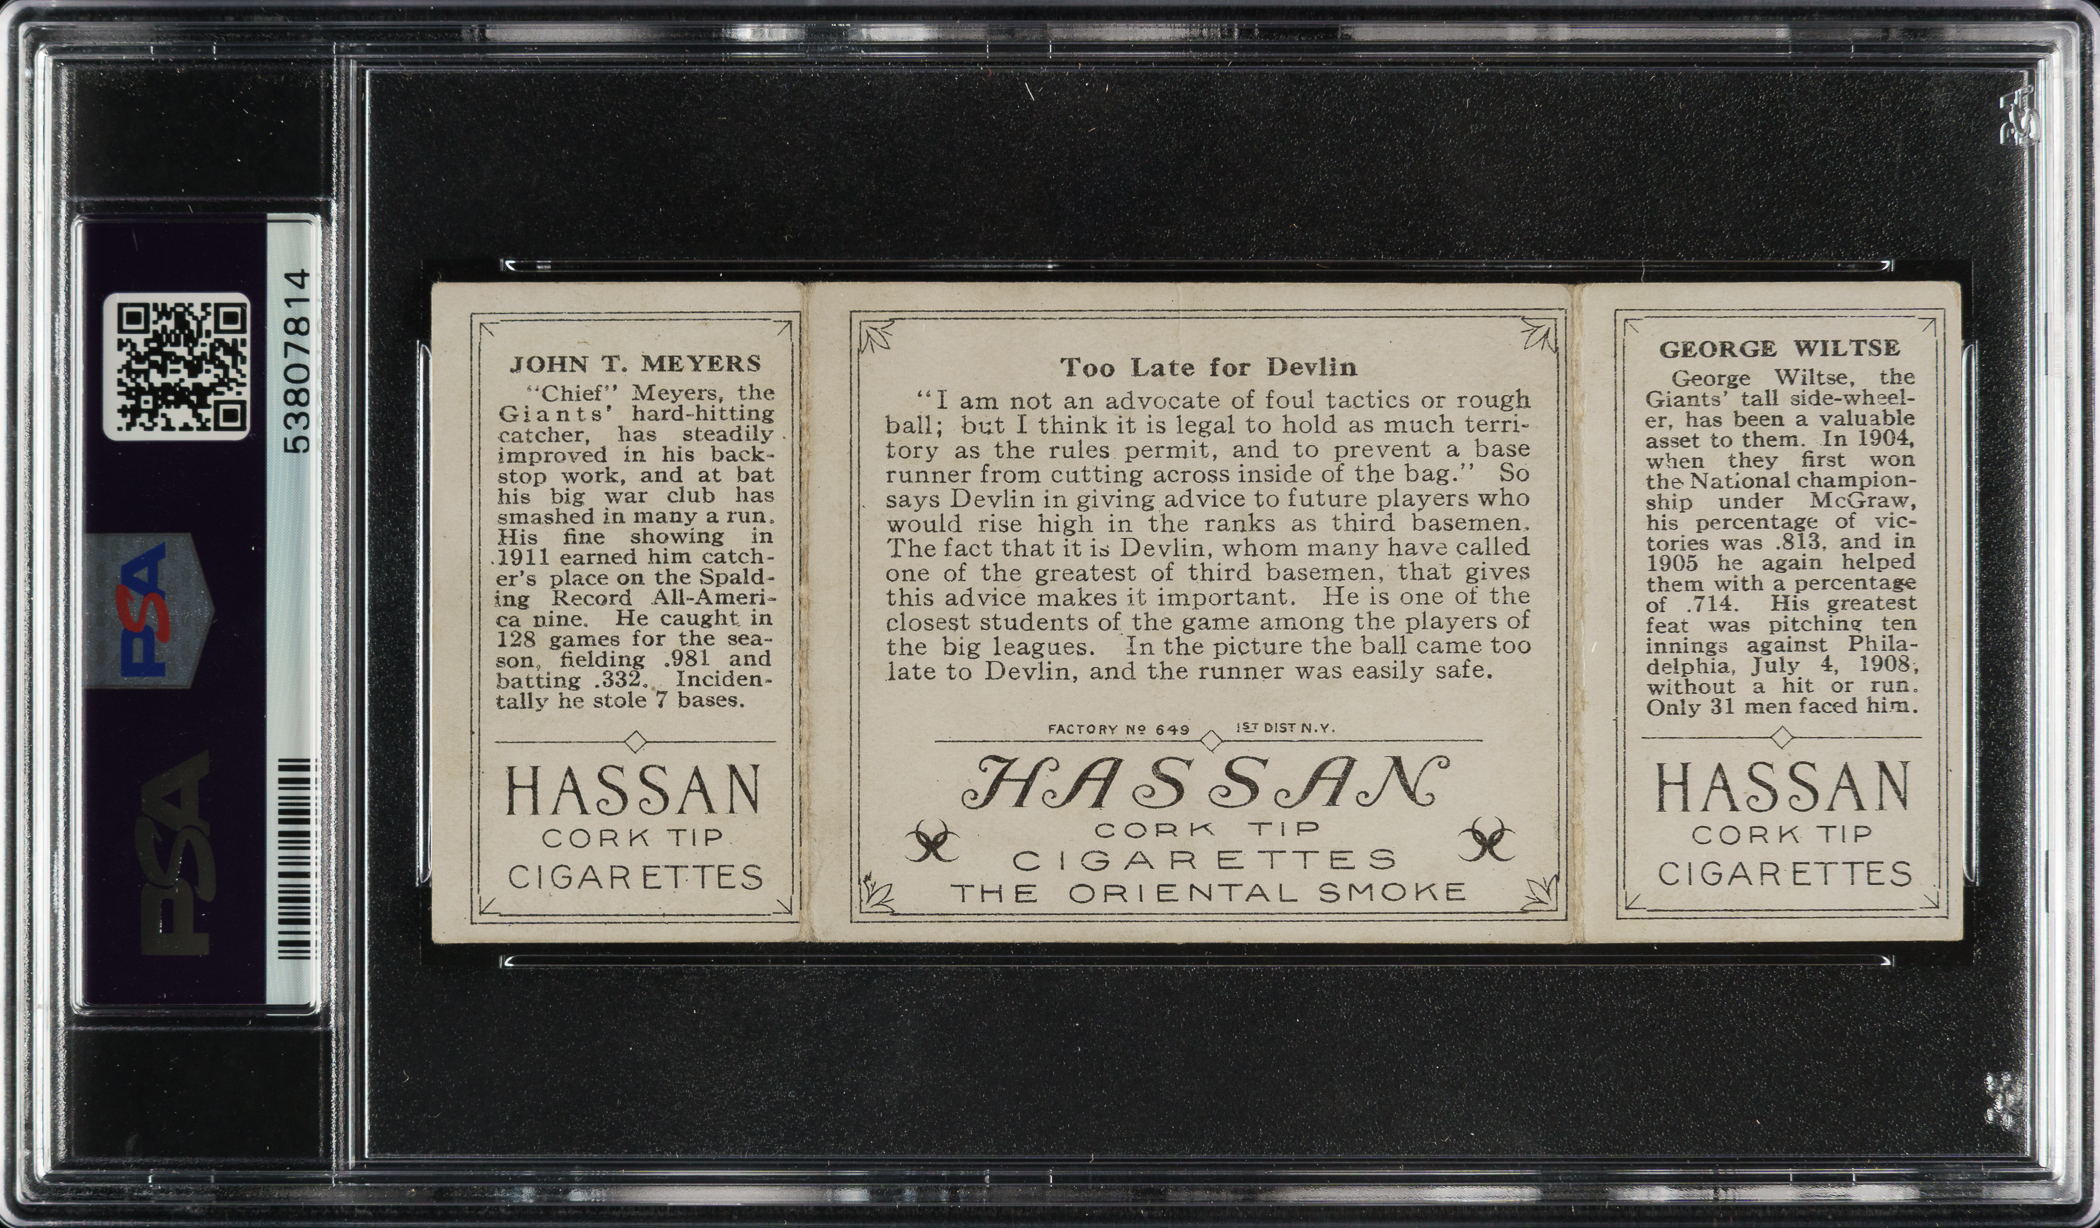 53807814
PSA
PSA
PSA
JOHN T. MEYERS
"Chief" Meyers, the
Giants' hard-hitting
catcher, has steadily
improved in his back-
stop work, and at bat
his big war club has
smashed in many a run.
His fine showing in
1911 earned him catch-
er's place on the Spald-
ing Record All-Ameri-
ca nine. He caught in
128 games for the sea-
son, fielding .981 and
batting .332. Inciden-
tally he stole 7 bases.
HASSAN
CORK TIP
CIGARETTES
Too Late for Devlin
"I am not an advocate of foul tactics or rough
ball; but I think it is legal to hold as much terri-
tory as the rules permit, and to prevent a base
runner from cutting across inside of the bag." So
says Devlin in giving advice to future players who
would rise high in the ranks as third basemen.
The fact that it is Devlin, whom many have called
one of the greatest of third basemen, that gives
this advice makes it important. He is one of the
closest students of the game among the players of
the big leagues. In the picture the ball came too
late to Devlin, and the runner was easily safe.
FACTORY No 649 1ST DIST N.Y.
HASSAN
CORK TIP
CIGARETTES
THE ORIENTAL SMOKE
GEORGE WILTSE
George Wiltse, the
Giants' tall side-wheel-
er, has been a valuable
asset to them. In 1904,
when they first won
the National champion-
ship under McGraw,
his percentage of vic-
tories was .813, and in
1905 he again helped
them with a percentage
of .714. His greatest
feat was pitching ten
innings against Phila-
delphia, July 4, 1908,
without a hit or run.
Only 31 men faced him.
HASSAN
CORK TIP
CIGARETTES